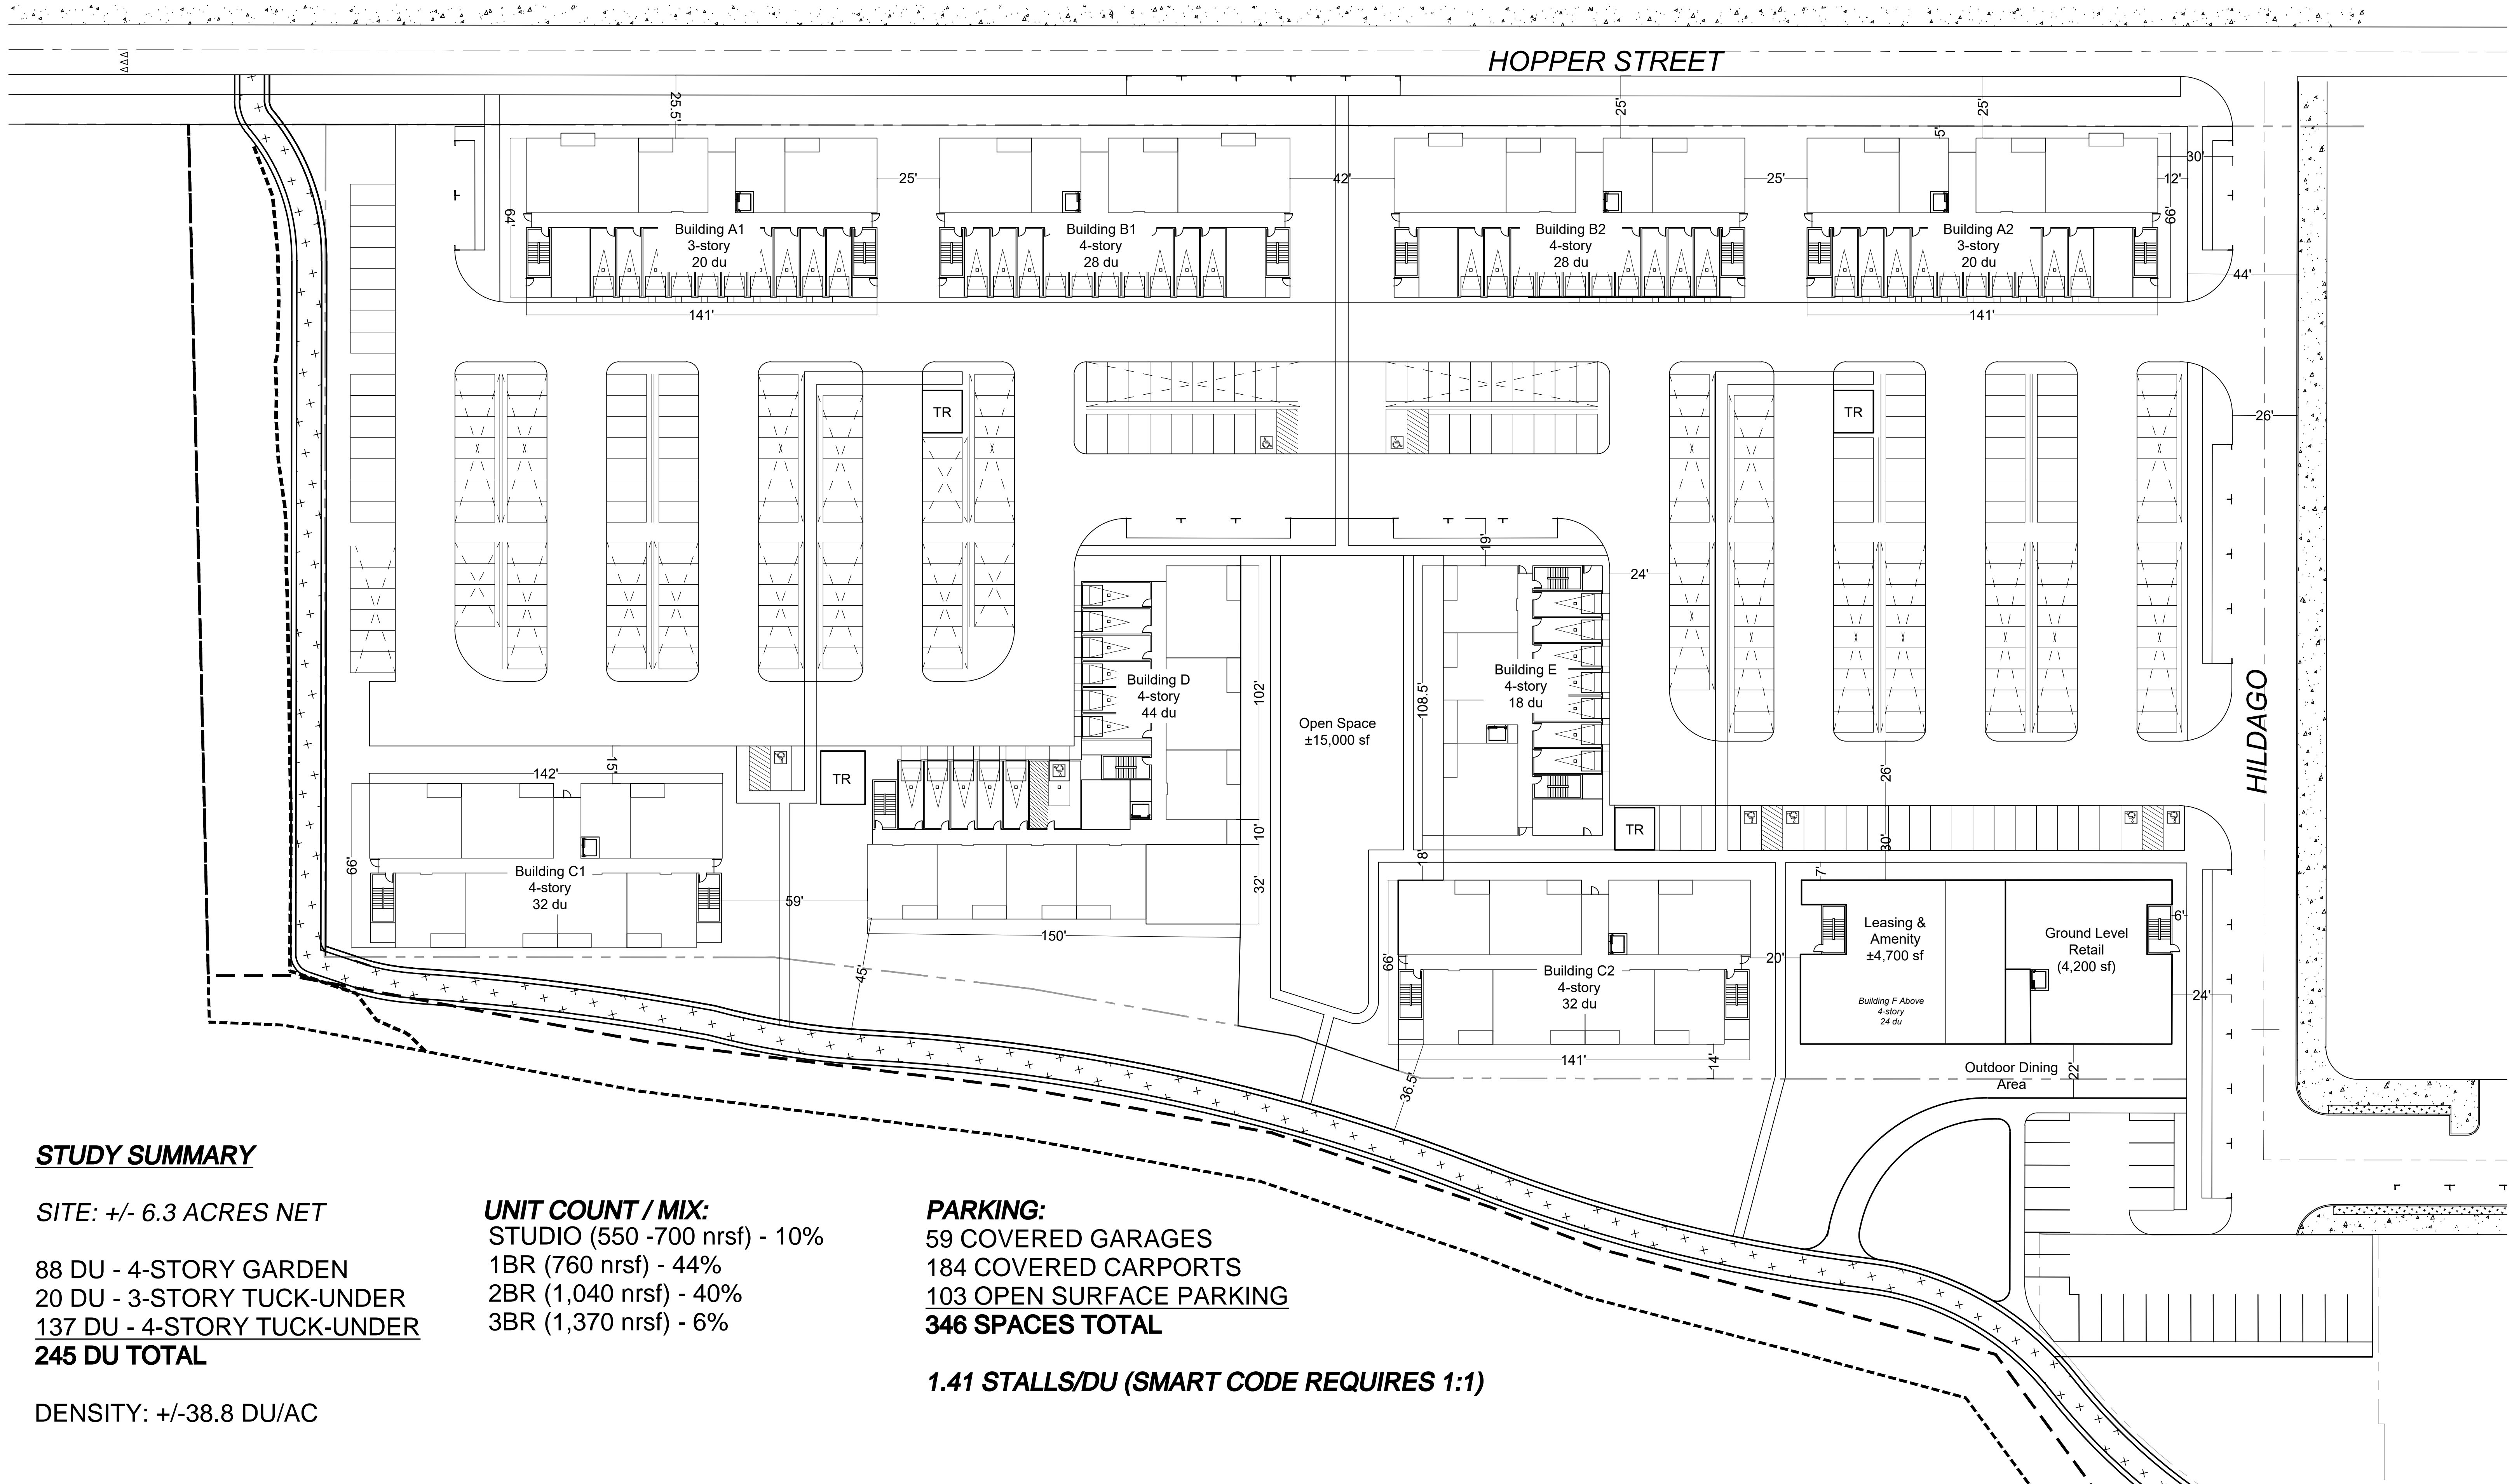 HOPPER STREET
25.5'
25'
25'
5'
30'
12'
25'
42'
25'
64'
66'
Building A1
3-story
20 du
Building B1
4-story
28 du
Building B2
4-story
28 du
Building A2
3-story
20 du
44'
141'
141'
TR
TR
26'
19'
24'
HILDAGO
Building D
4-story
44 du
102'
Open Space
±15,000 sf
108.5'
Building E
4-story
18 du
142'
15'
TR
26'
TR
10'
30'
18'
7'
66'
Building C1
4-story
32 du
59'
32'
150'
45'
66'
Building C2
4-story
32 du
20'
Leasing &
Amenity
±4,700 sf
Ground Level
Retail
(4,200 sf)
6'
24'
Building F Above
4-story
24 du
141'
14'
36.5'
Outdoor Dining
Area
22'
STUDY SUMMARY
SITE: +/- 6.3 ACRES NET
88 DU - 4-STORY GARDEN
20 DU - 3-STORY TUCK-UNDER
137 DU - 4-STORY TUCK-UNDER
245 DU TOTAL
DENSITY: +/-38.8 DU/AC
UNIT COUNT / MIX:
STUDIO (550 -700 nrsf) - 10%
1BR (760 nrsf) - 44%
2BR (1,040 nrsf) - 40%
3BR (1,370 nrsf) - 6%
PARKING:
59 COVERED GARAGES
184 COVERED CARPORTS
103 OPEN SURFACE PARKING
346 SPACES TOTAL
1.41 STALLS/DU (SMART CODE REQUIRES 1:1)